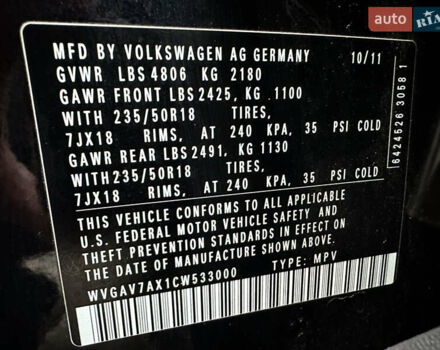 auto RIA
MFD BY VOLKSWAGEN AG GERMANY 10/11
GVWR LBS 4806 KG 2180
GAWR FRONT LBS 2425, KG 1100
WITH 235/50R18 TIRES,
7JX18 RIMS, AT 240 KPA, 35 PSI COLD
GAWR REAR LBS 2491, KG 1130
WITH 235/50R18 TIRES,
7JX18 RIMS, AT 240 KPA, 35 PSI COLD
THIS VEHICLE CONFORMS TO ALL APPLICABLE
U.S. FEDERAL MOTOR VEHICLE SAFETY AND
THEFT PREVENTION STANDARDS IN EFFECT ON
THE DATE OF MANUFACTURE SHOWN ABOVE.
WVGAV7AX1CW533000 TYPE: MPV
6424526 3058 1